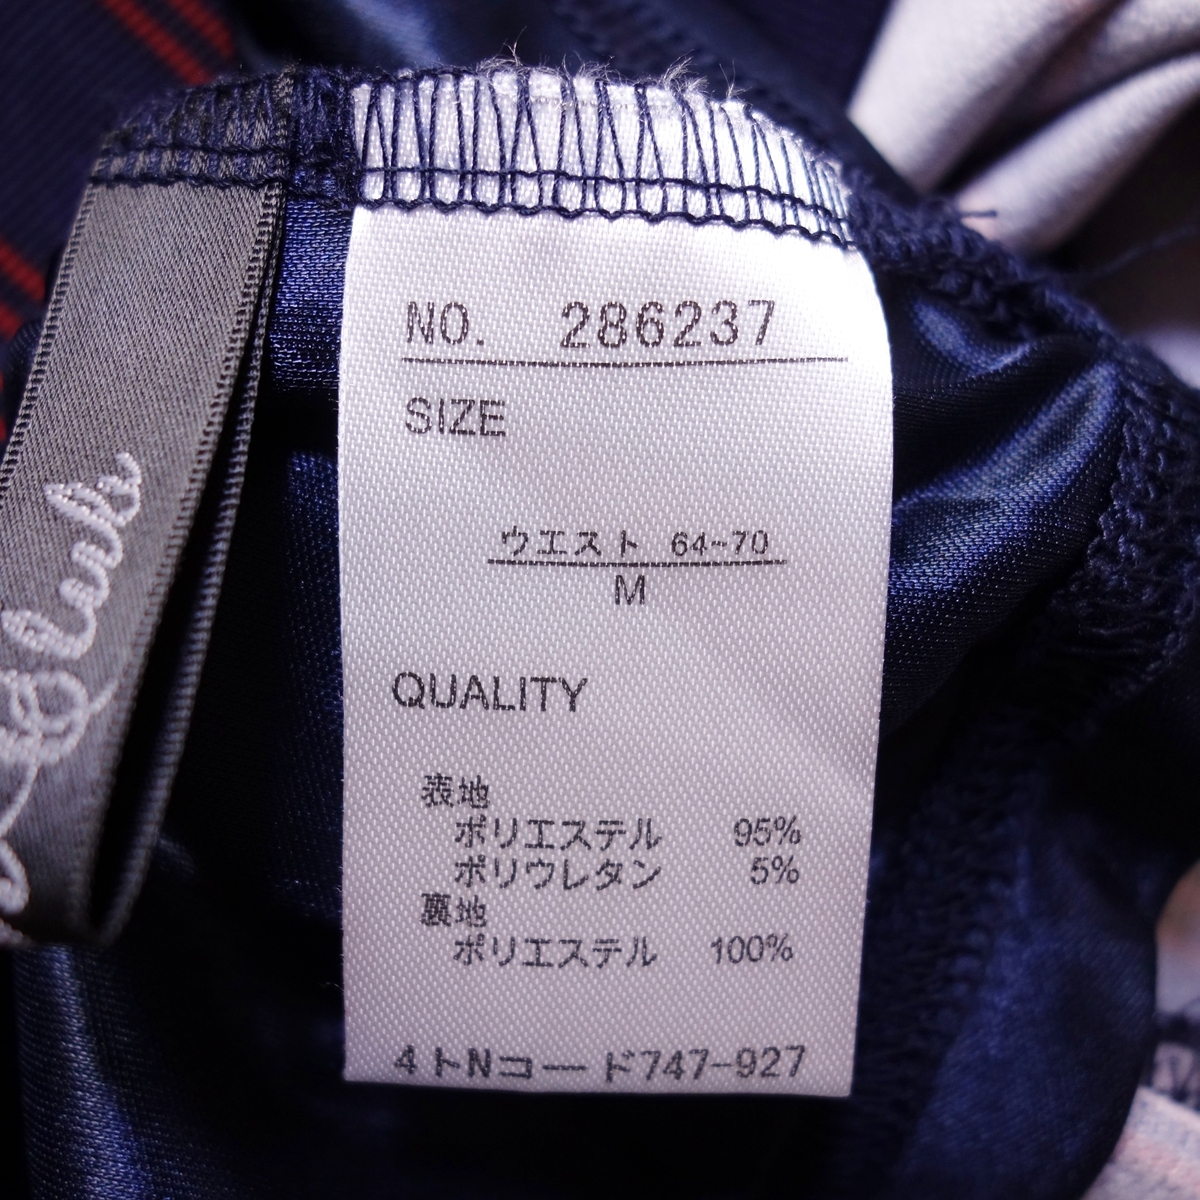 NO. 286237
SIZE
ウエスト 64~70
M
QUALITY
表地
ポリエステル 95%
ポリウレタン 5%
裏地
ポリエステル 100%
4トNコード747-927